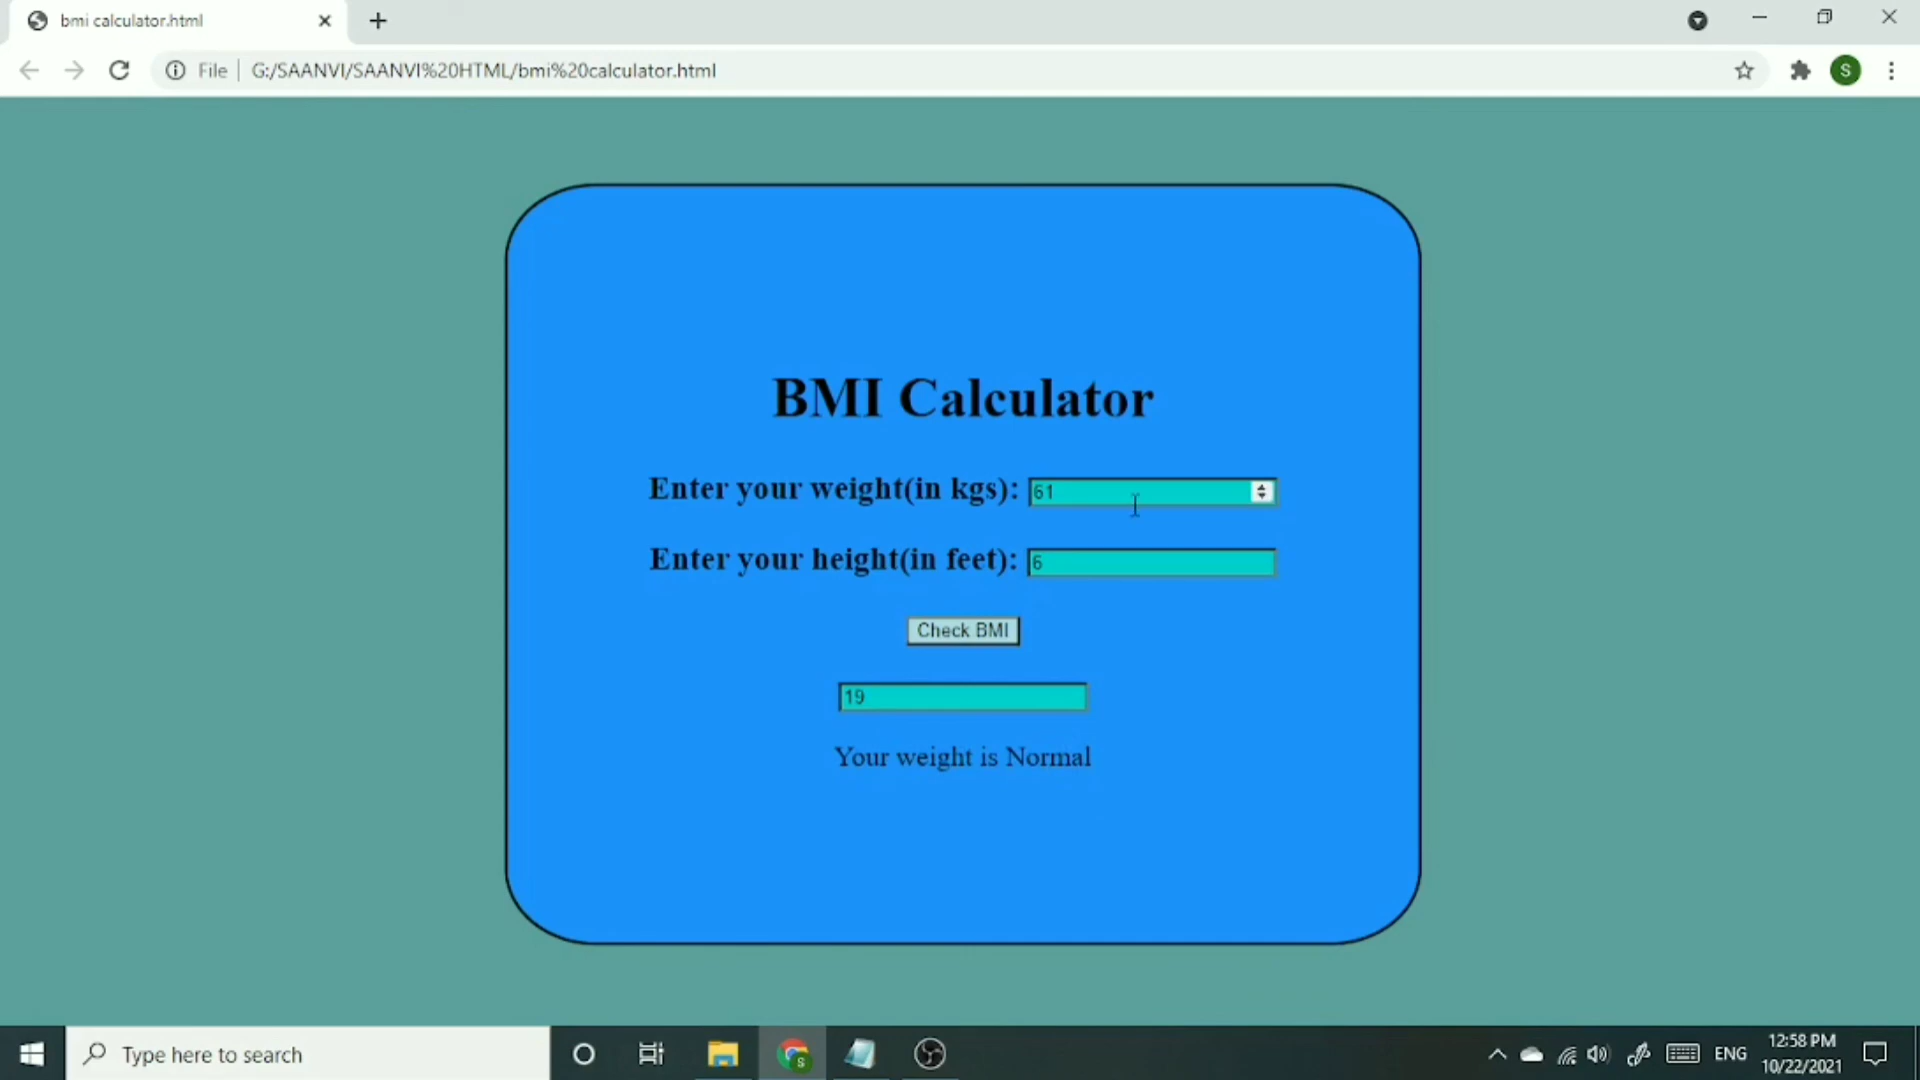 bmi calculator.html
File
G:/SAANVI/SAANVI%20HTML/bmi%20calculator.html
S
BMI Calculator
Enter your weight(in kgs): 61
Enter your height(in feet): 6
Check BMI
19
Your weight is Normal
Type here to search
S
ENG
12:58 PM
10/22/2021